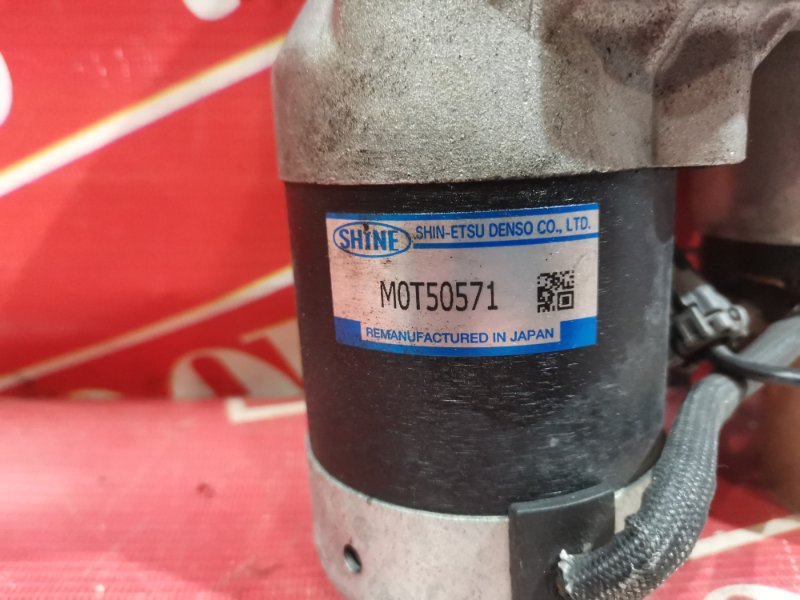 SHINE
SHIN-ETSU DENSO CO., LTD.
M0T50571
REMANUFACTURED IN JAPAN